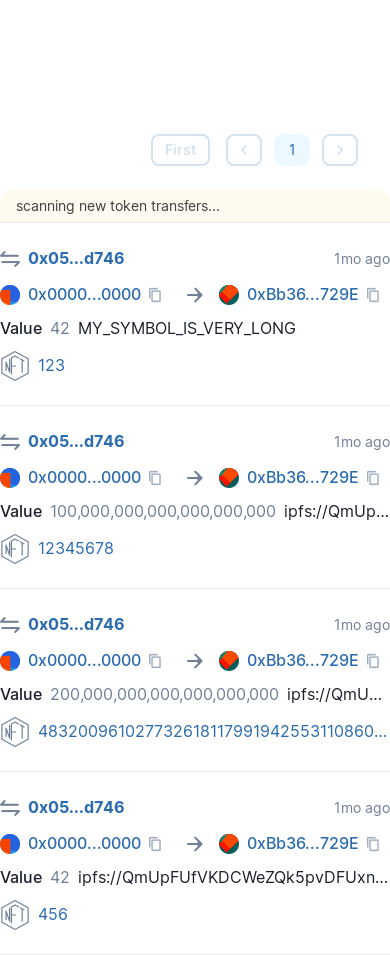 First 1
scanning new token transfers...
0x05...d746 1mo ago
0x0000...0000 0xBb36...729E
Value 42 MY_SYMBOL_IS_VERY_LONG
NFT 123
0x05...d746 1mo ago
0x0000...0000 0xBb36...729E
Value 100,000,000,000,000,000,000 ipfs://QmUp...
NFT 12345678
0x05...d746 1mo ago
0x0000...0000 0xBb36...729E
Value 200,000,000,000,000,000,000 ipfs://QmU...
NFT 483200961027732618117991942553110860...
0x05...d746 1mo ago
0x0000...0000 0xBb36...729E
Value 42 ipfs://QmUpFUfVKDCWeZQk5pvDFUxn...
NFT 456